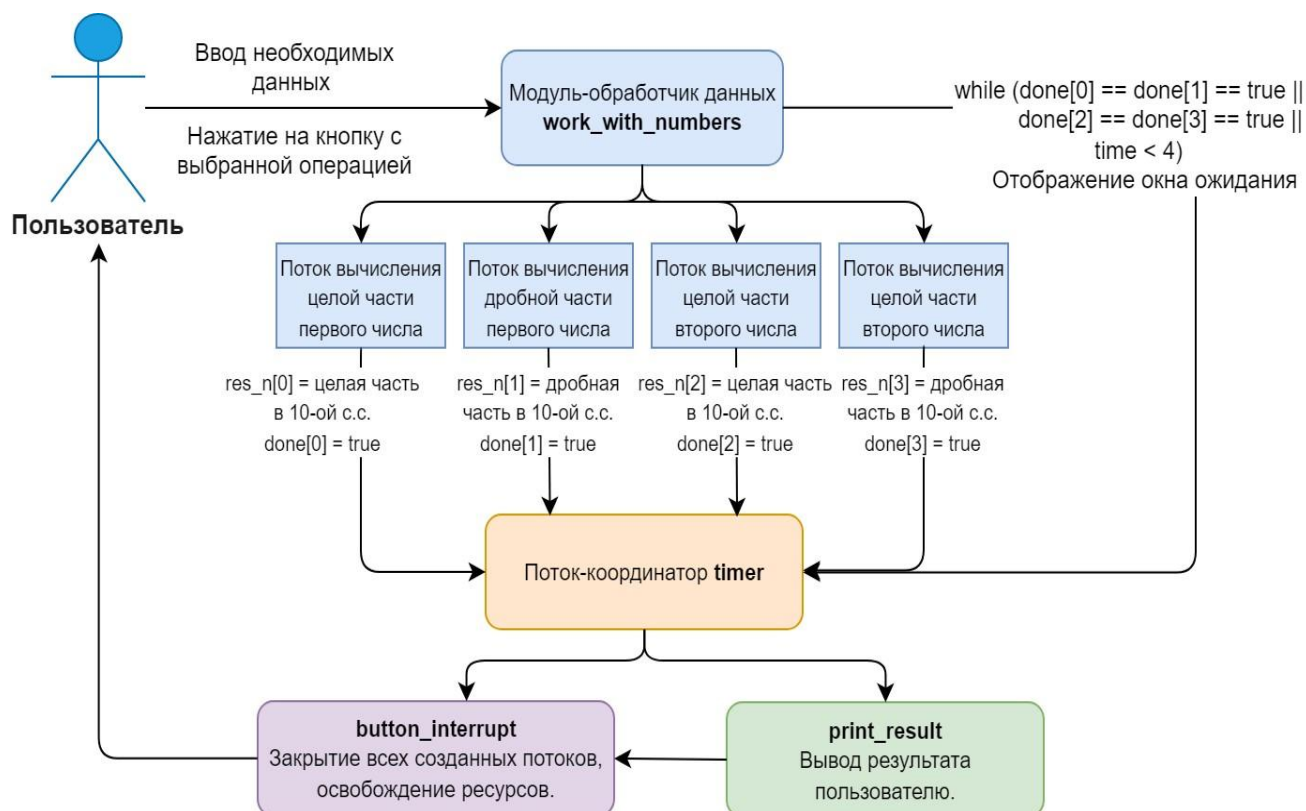 Ввод необходимых
данных
Нажатие на кнопку с
выбранной операцией
Пользователь
Модуль-обработчик данных
work_with_numbers
while (done[0] == done[1] == true ||
done[2] == done[3] == true ||
time < 4)
Отображение окна ожидания
Поток вычисления
целой части
первого числа
Поток вычисления
дробной части
первого числа
Поток вычисления
целой части
второго числа
Поток вычисления
целой части
второго числа
res_n[0] = целая часть
в 10-ой с.с.
done[0] = true
res_n[1] = дробная
часть в 10-ой с.с.
done[1] = true
res_n[2] = целая часть
в 10-ой с.с.
done[2] = true
res_n[3] = дробная
часть в 10-ой с.с.
done[3] = true
Поток-координатор timer
button_interrupt
Закрытие всех созданных потоков,
освобождение ресурсов.
print_result
Вывод результата
пользователю.